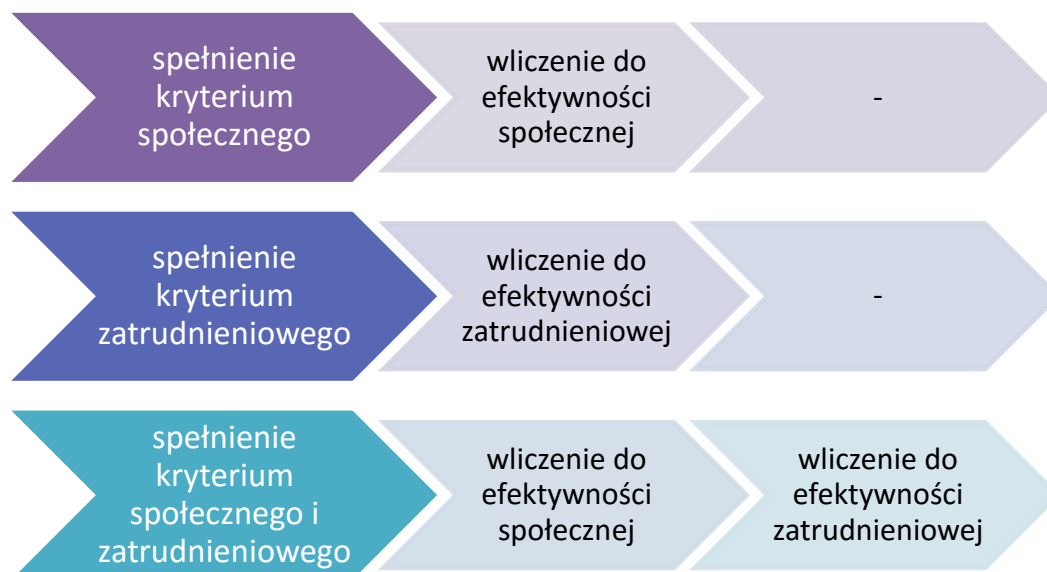 spełnienie
kryterium
społecznego
wliczenie do
efektywności
społecznej
-
spełnienie
kryterium
zatrudnieniowego
wliczenie do
efektywności
zatrudnieniowej
-
spełnienie
kryterium
społecznego i
zatrudnieniowego
wliczenie do
efektywności
społecznej
wliczenie do
efektywności
zatrudnieniowej